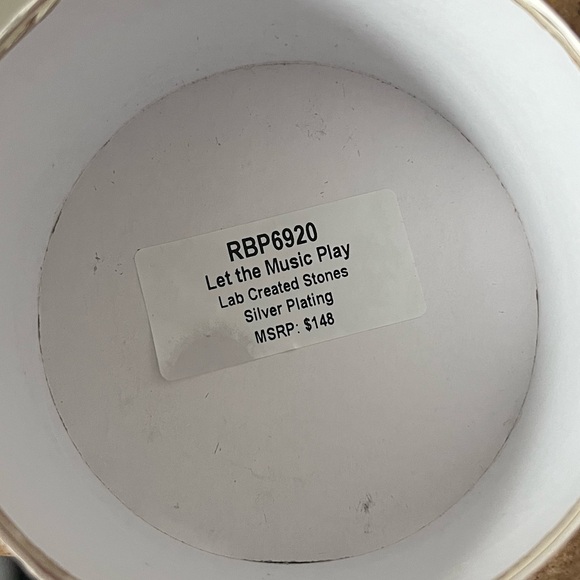 RBP6920
Let the Music Play
Lab Created Stones
Silver Plating
MSRP: $148